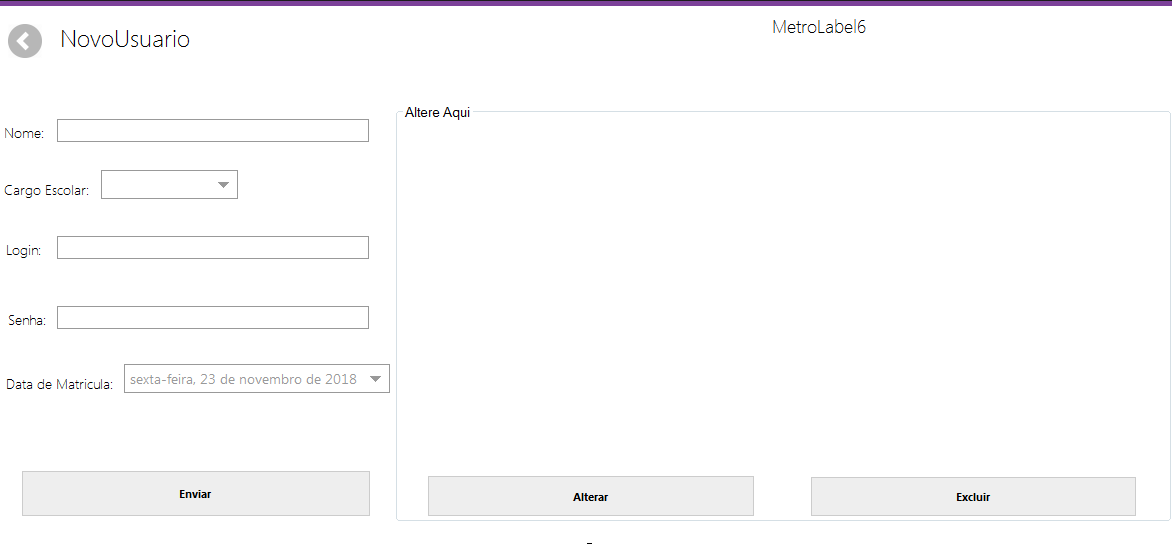 NovoUsuario
MetroLabel6
Nome:
Cargo Escolar:
Login:
Senha:
Data de Matricula: sexta-feira, 23 de novembro de 2018
Enviar
Altere Aqui
Alterar Excluir